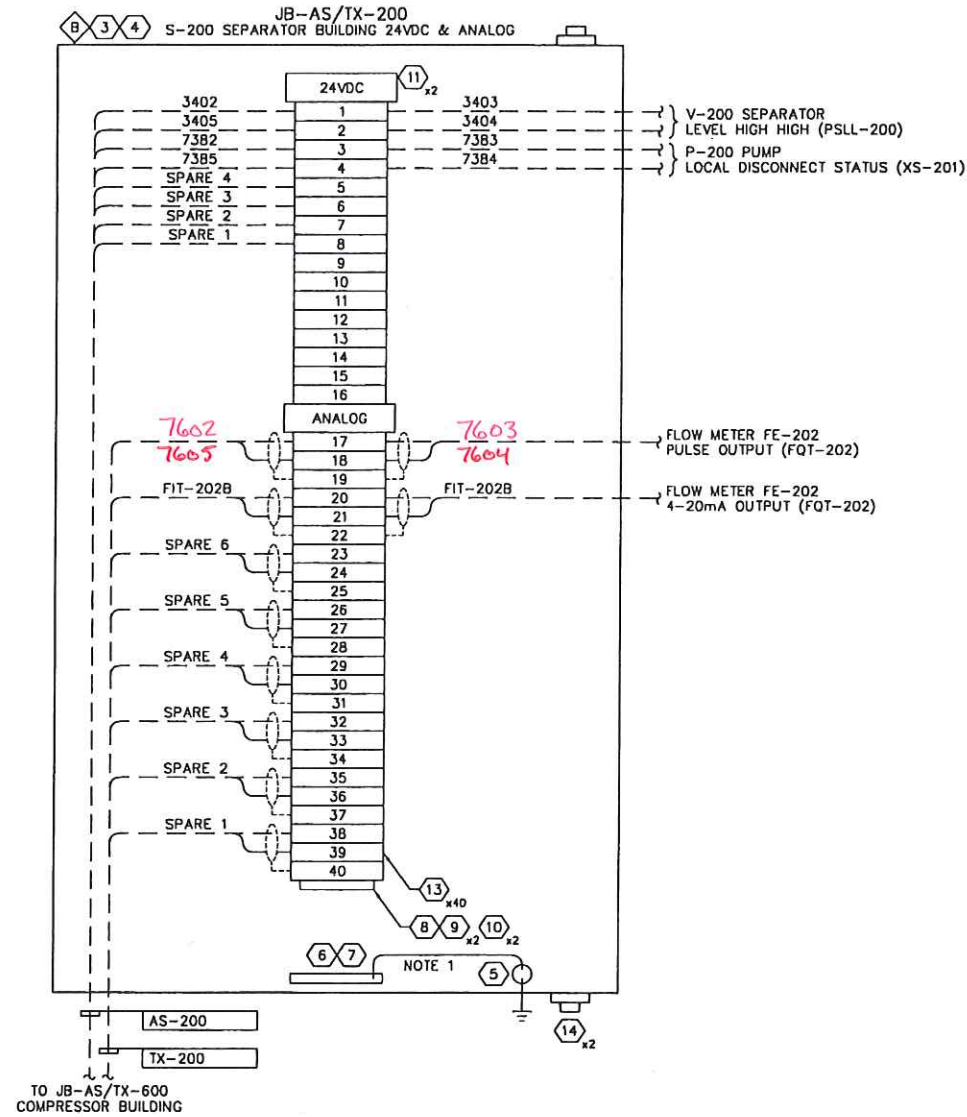 JB-AS/TX-200
B 3 4 S-200 SEPARATOR BUILDING 24VDC & ANALOG
24VDC 11 x2
3402 1 3403 V-200 SEPARATOR
3405 2 3404 LEVEL HIGH HIGH (PSLL-200)
7382 3 7383 P-200 PUMP
7385 4 7384 LOCAL DISCONNECT STATUS (XS-201)
SPARE 4 5
SPARE 3 6
SPARE 2 7
SPARE 1 8
9
10
11
12
13
14
15
16
ANALOG
7602 17 7603 FLOW METER FE-202
7605 18 7604 PULSE OUTPUT (FQT-202)
19
FIT-202B 20 FIT-202B FLOW METER FE-202
21 4-20mA OUTPUT (FQT-202)
22
SPARE 6 23
24
25
SPARE 5 26
27
28
SPARE 4 29
30
31
SPARE 3 32
33
34
SPARE 2 35
36
37
SPARE 1 38
39
40
13 x40
8 9 x2 10 x2
6 7 NOTE 1 5
AS-200
14 x2
TX-200
TO JB-AS/TX-600
COMPRESSOR BUILDING